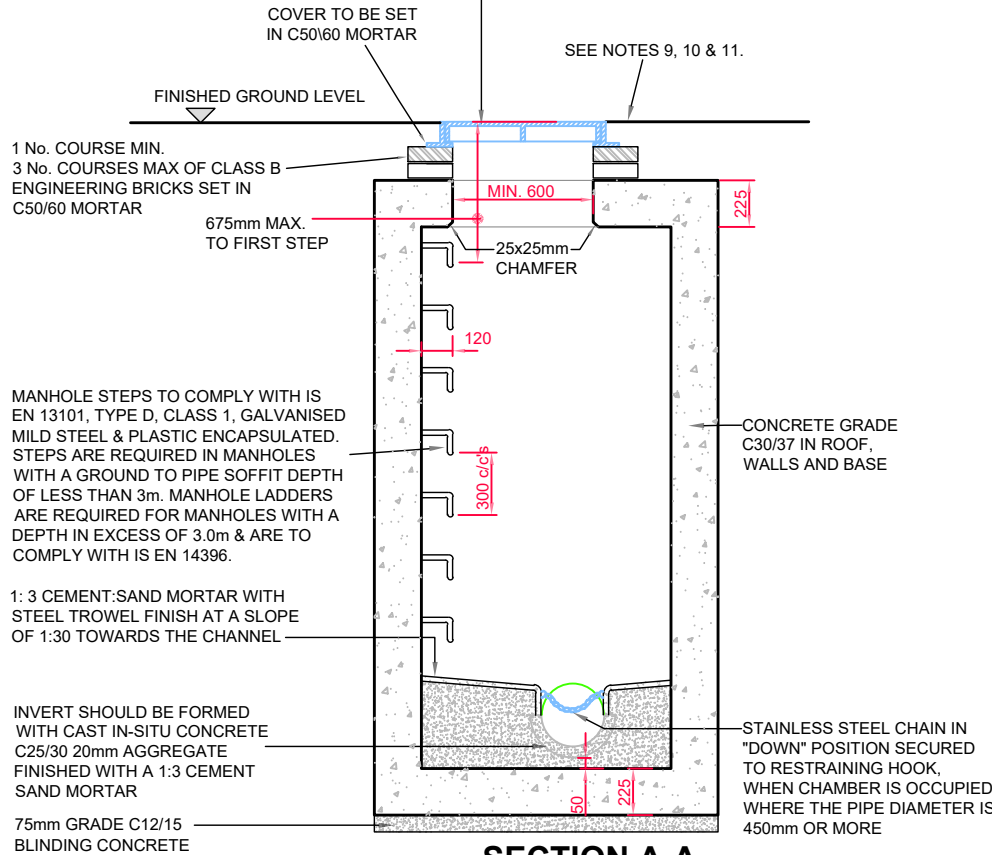 COVER TO BE SET
IN C50\60 MORTAR
SEE NOTES 9, 10 & 11.
FINISHED GROUND LEVEL
1 No. COURSE MIN.
3 No. COURSES MAX OF CLASS B
ENGINEERING BRICKS SET IN
C50/60 MORTAR
MIN. 600
225
675mm MAX.
TO FIRST STEP
25x25mm
CHAMFER
120
MANHOLE STEPS TO COMPLY WITH IS
EN 13101, TYPE D, CLASS 1, GALVANISED
MILD STEEL & PLASTIC ENCAPSULATED.
STEPS ARE REQUIRED IN MANHOLES
WITH A GROUND TO PIPE SOFFIT DEPTH
OF LESS THAN 3m. MANHOLE LADDERS
ARE REQUIRED FOR MANHOLES WITH A
DEPTH IN EXCESS OF 3.0m & ARE TO
COMPLY WITH IS EN 14396.
300 c/c's
CONCRETE GRADE
C30/37 IN ROOF,
WALLS AND BASE
1: 3 CEMENT:SAND MORTAR WITH
STEEL TROWEL FINISH AT A SLOPE
OF 1:30 TOWARDS THE CHANNEL
INVERT SHOULD BE FORMED
WITH CAST IN-SITU CONCRETE
C25/30 20mm AGGREGATE
FINISHED WITH A 1:3 CEMENT
SAND MORTAR
STAINLESS STEEL CHAIN IN
"DOWN" POSITION SECURED
TO RESTRAINING HOOK,
WHEN CHAMBER IS OCCUPIED
WHERE THE PIPE DIAMETER IS
450mm OR MORE
50
225
75mm GRADE C12/15
BLINDING CONCRETE
SECTION A-A